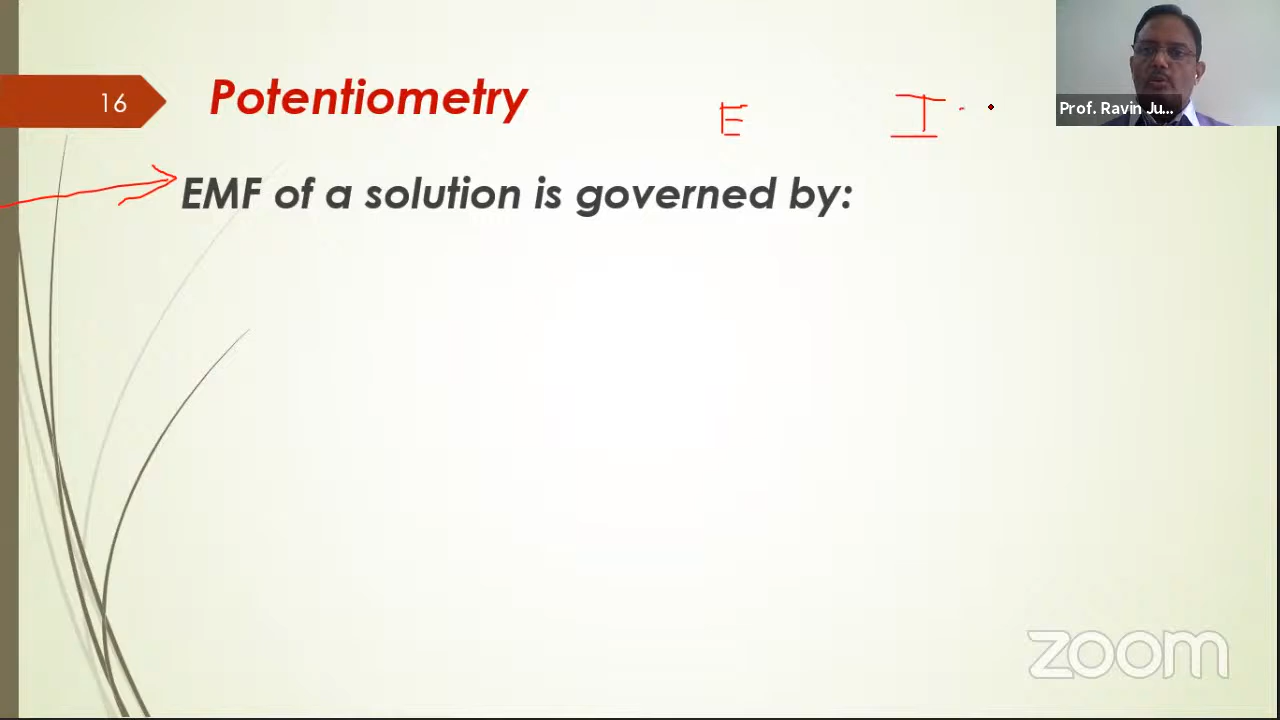 16
Potentiometry
E I
Prof. Ravin Ju...
EMF of a solution is governed by:
zoom